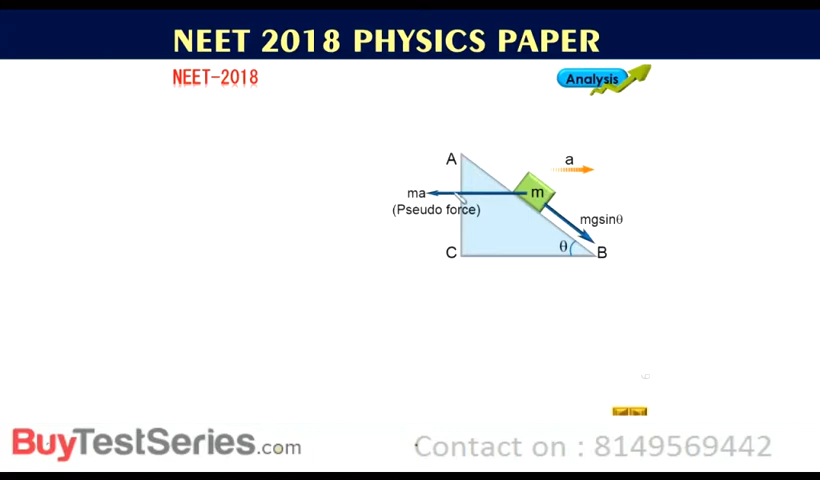 NEET 2018 PHYSICS PAPER
NEET-2018
Analysis
A
a
ma
m
(Pseudo force)
mgsinθ
θ
C
B
BuyTestSeries.com
Contact on : 8149569442